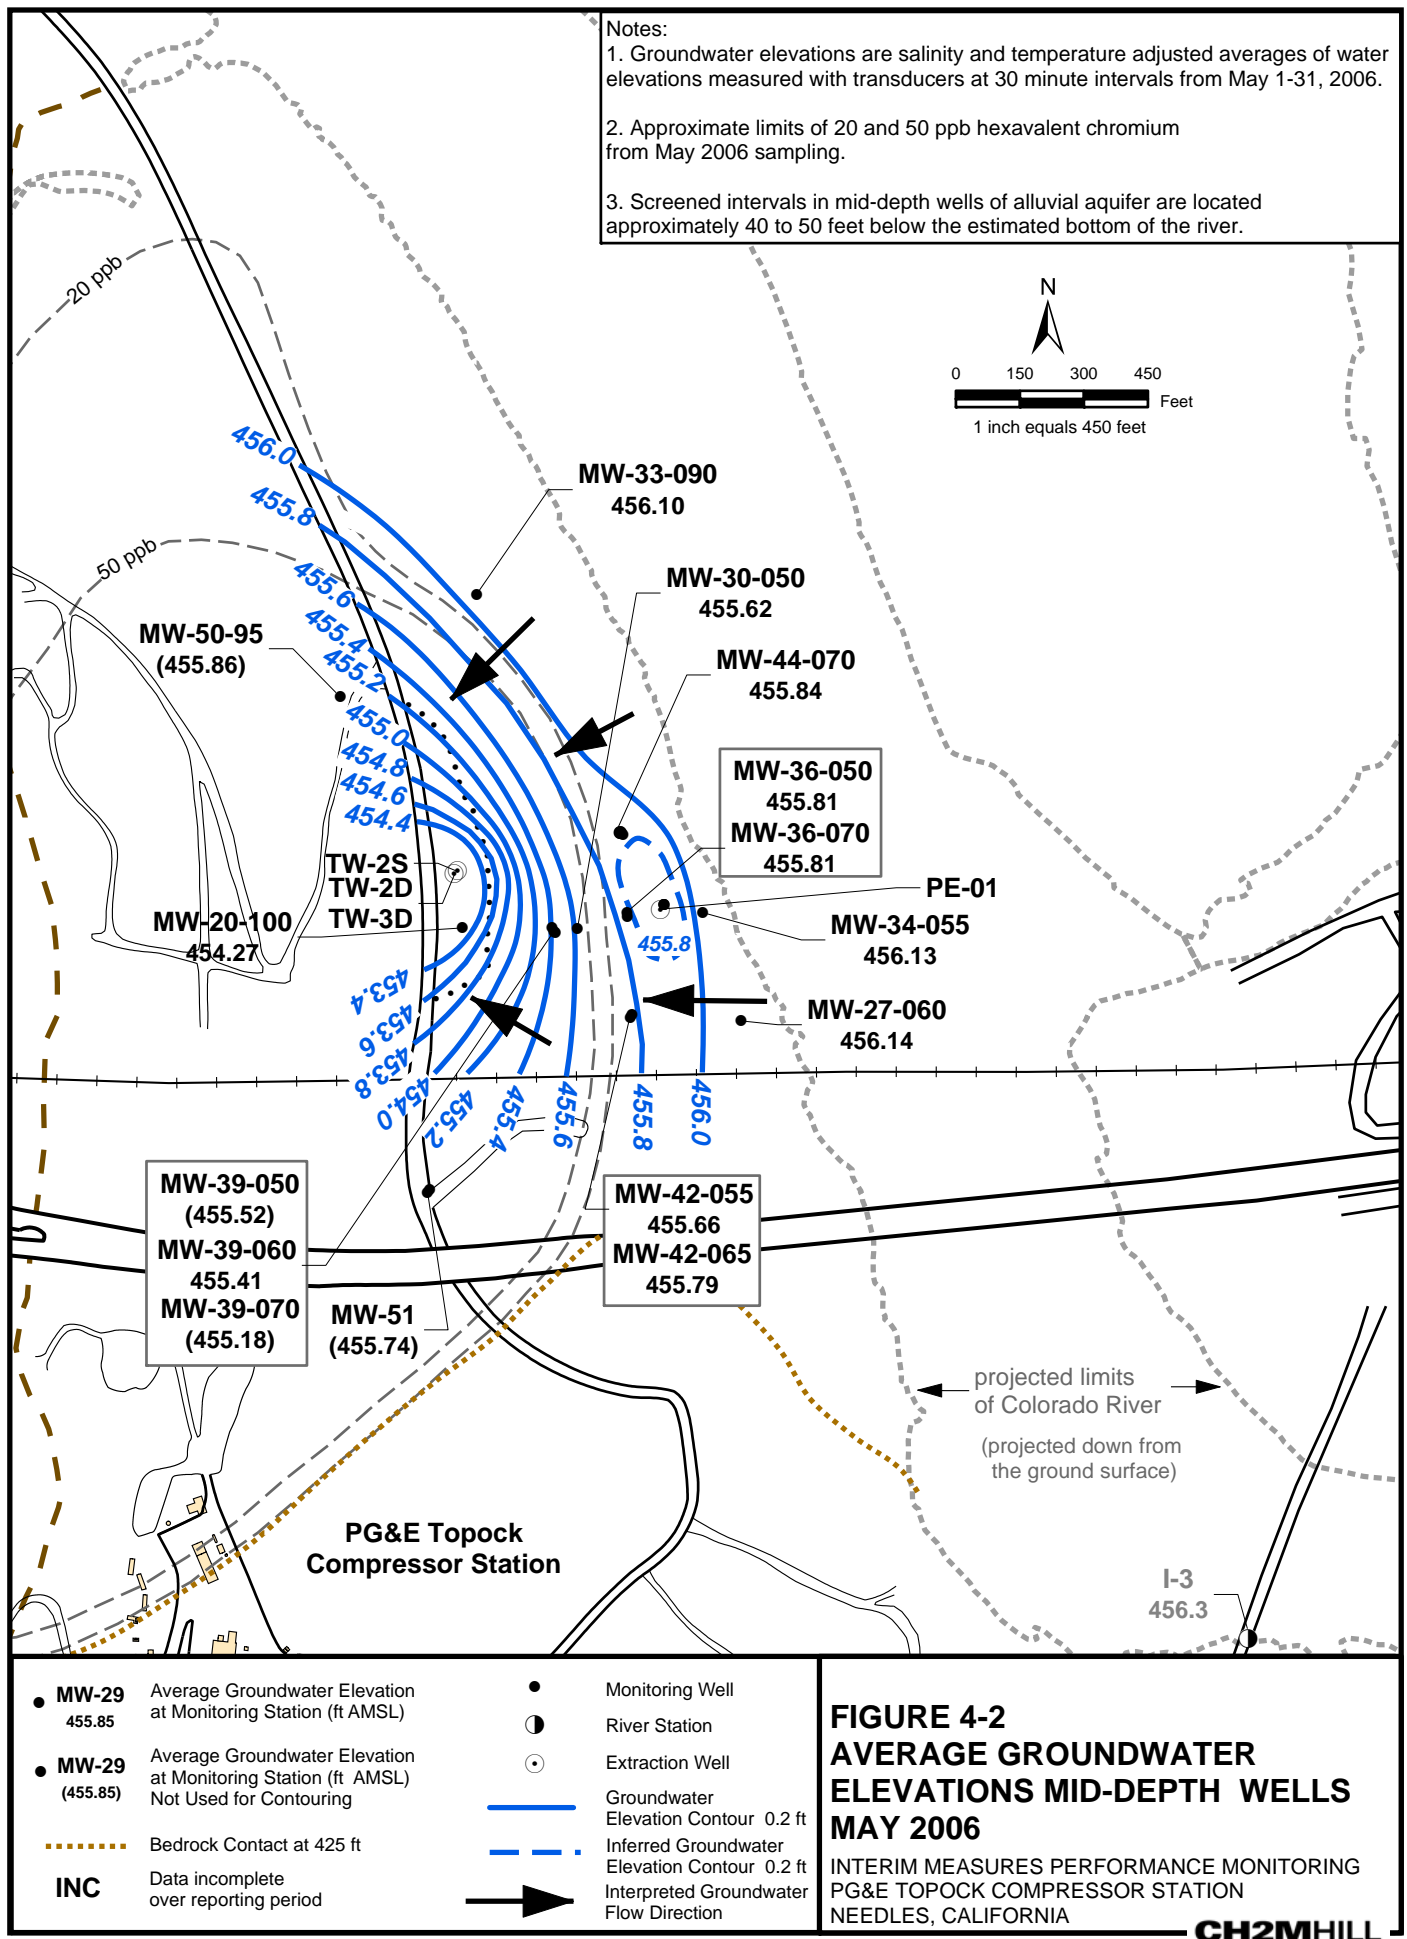 Notes:
1. Groundwater elevations are salinity and temperature adjusted averages of water
elevations measured with transducers at 30 minute intervals from May 1-31, 2006.
2. Approximate limits of 20 and 50 ppb hexavalent chromium
from May 2006 sampling.
3. Screened intervals in mid-depth wells of alluvial aquifer are located
approximately 40 to 50 feet below the estimated bottom of the river.
20 ppb
N
0 150 300 450
Feet
1 inch equals 450 feet
456.0
455.8
MW-33-090
456.10
50 ppb
455.6
455.4
455.2
455.0
454.8
454.6
454.4
MW-30-050
455.62
MW-50-95
(455.86)
MW-44-070
455.84
MW-36-050
455.81
MW-36-070
455.81
TW-2S
TW-2D
TW-3D
PE-01
MW-20-100
454.27
MW-34-055
456.13
455.8
MW-27-060
456.14
453.4
453.6
453.8
454.0
455.2
455.4
455.6
455.8
456.0
MW-39-050
(455.52)
MW-39-060
455.41
MW-39-070
(455.18)
MW-42-055
455.66
MW-42-065
455.79
MW-51
(455.74)
projected limits
of Colorado River
(projected down from
the ground surface)
PG&E Topock
Compressor Station
I-3
456.3
MW-29
455.85
Average Groundwater Elevation
at Monitoring Station (ft AMSL)
MW-29
(455.85)
Average Groundwater Elevation
at Monitoring Station (ft AMSL)
Not Used for Contouring
Bedrock Contact at 425 ft
INC
Data incomplete
over reporting period
Monitoring Well
River Station
Extraction Well
Groundwater
Elevation Contour 0.2 ft
Inferred Groundwater
Elevation Contour 0.2 ft
Interpreted Groundwater
Flow Direction
FIGURE 4-2
AVERAGE GROUNDWATER
ELEVATIONS MID-DEPTH WELLS
MAY 2006
INTERIM MEASURES PERFORMANCE MONITORING
PG&E TOPOCK COMPRESSOR STATION
NEEDLES, CALIFORNIA
CH2MHILL